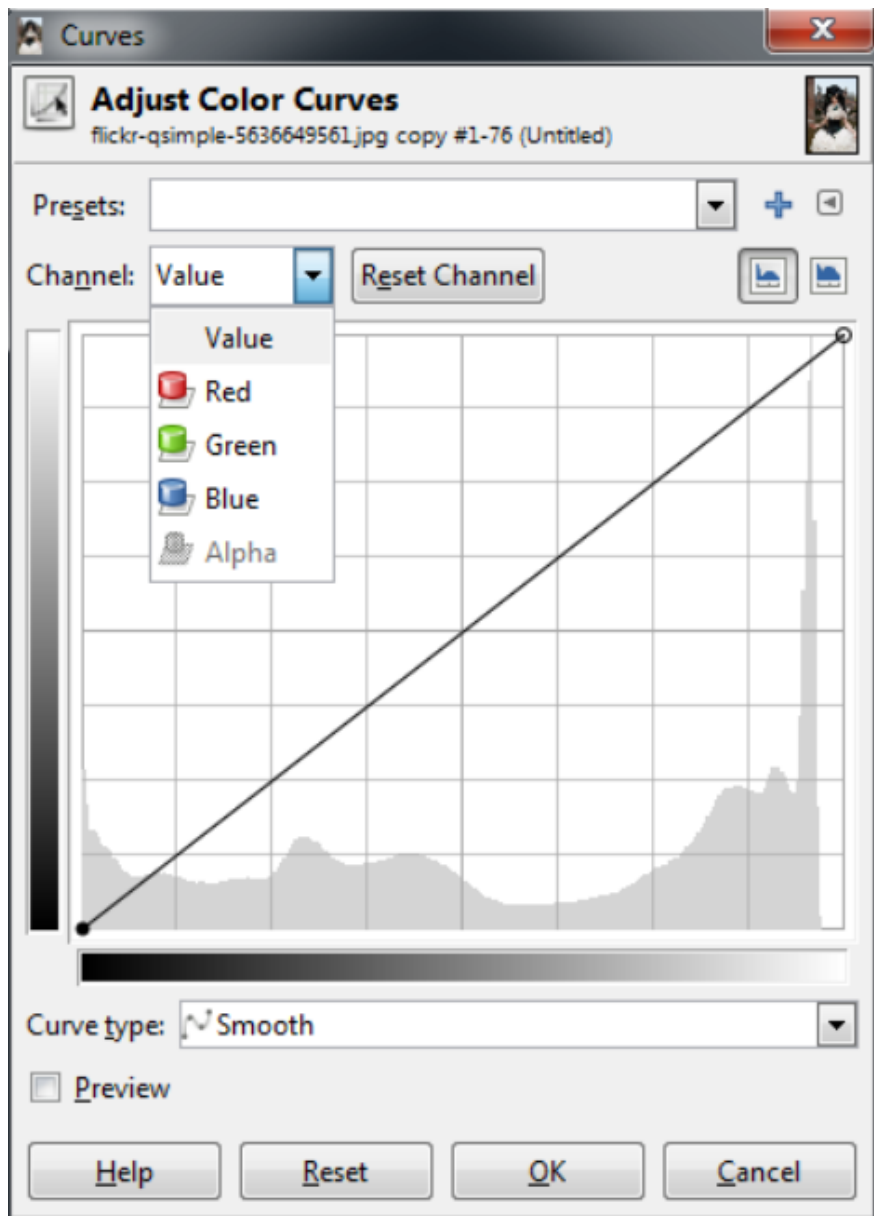 Curves
Adjust Color Curves
flickr-qsimple-5636649561.jpg copy #1-76 (Untitled)
Presets:
Channel: Value Reset Channel
Value
Red
Green
Blue
Alpha
Curve type: Smooth
Preview
Help Reset OK Cancel